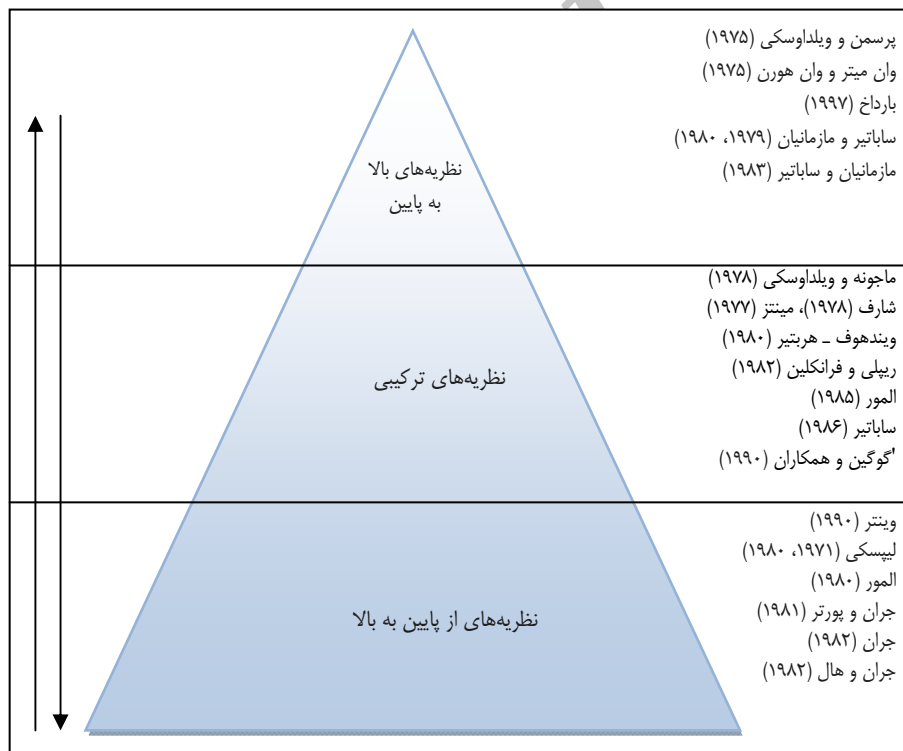 پرسمن و ویلداوسکی (۱۹۷۵)
وان میتر و وان هورن (۱۹۷۵)
بارداخ (۱۹۹۷)
ساباتیر و مازمانیان (۱۹۷۹، ۱۹۸۰)
مازمانیان و ساباتیر (۱۹۸۳)
نظریه‌های بالا
به پایین
ماجونه و ویلداوسکی (۱۹۷۸)
شارف (۱۹۷۸)، مینتز (۱۹۷۷)
ویندهوف ـ هربتیر (۱۹۸۰)
ریپلی و فرانکلین (۱۹۸۲)
المور (۱۹۸۵)
ساباتیر (۱۹۸۶)
'گوگین و همکاران (۱۹۹۰)
نظریه‌های ترکیبی
وینتر (۱۹۹۰)
لیپسکی (۱۹۷۱، ۱۹۸۰)
المور (۱۹۸۰)
جران و پورتر (۱۹۸۱)
جران (۱۹۸۲)
جران و هال (۱۹۸۲)
نظریه‌های از پایین به بالا